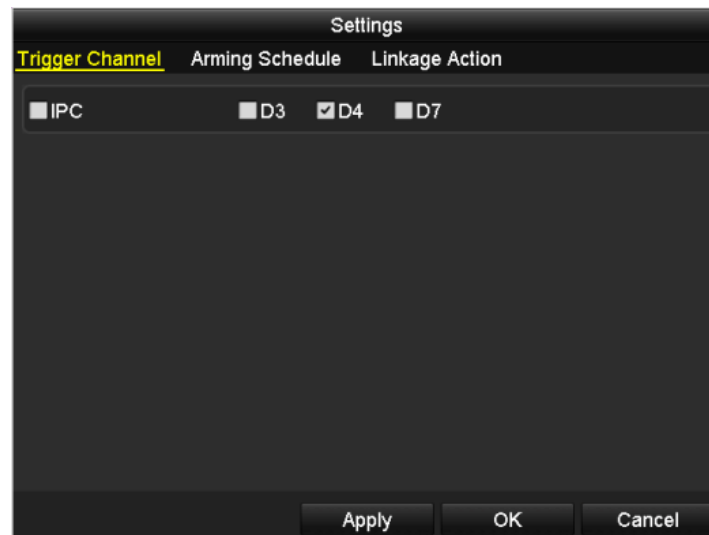 Settings
Trigger Channel Arming Schedule Linkage Action
IPC D3 D4 D7
Apply OK Cancel